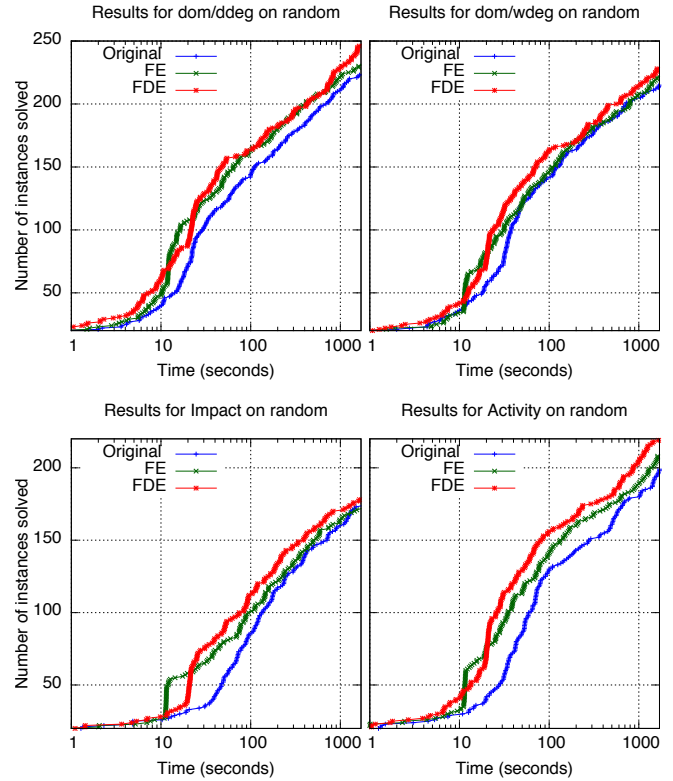 Results for dom/ddeg on random
Results for dom/wdeg on random
250
200
150
100
50
Number of instances solved
Original
FE
FDE
Original
FE
FDE
1 10 100 1000
1 10 100 1000
Time (seconds)
Time (seconds)
Results for Impact on random
Results for Activity on random
200
150
100
50
Number of instances solved
Original
FE
FDE
Original
FE
FDE
1 10 100 1000
1 10 100 1000
Time (seconds)
Time (seconds)